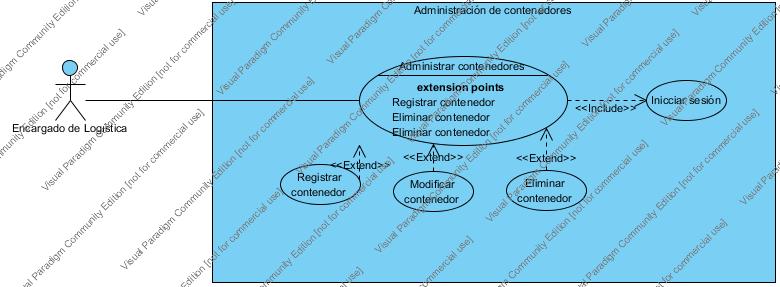 Administración de contenedores
Administrar contenedores
extension points
Registrar contenedor
Eliminar contenedor
Eliminar contenedor
Inicciar sesión
<<Include>>
Encargado de Logística
<<Extend>>
<<Extend>>
<<Extend>>
Registrar
contenedor
Modificar
contenedor
Eliminar
contenedor
Visual Paradigm Community Edition [not for commercial use]